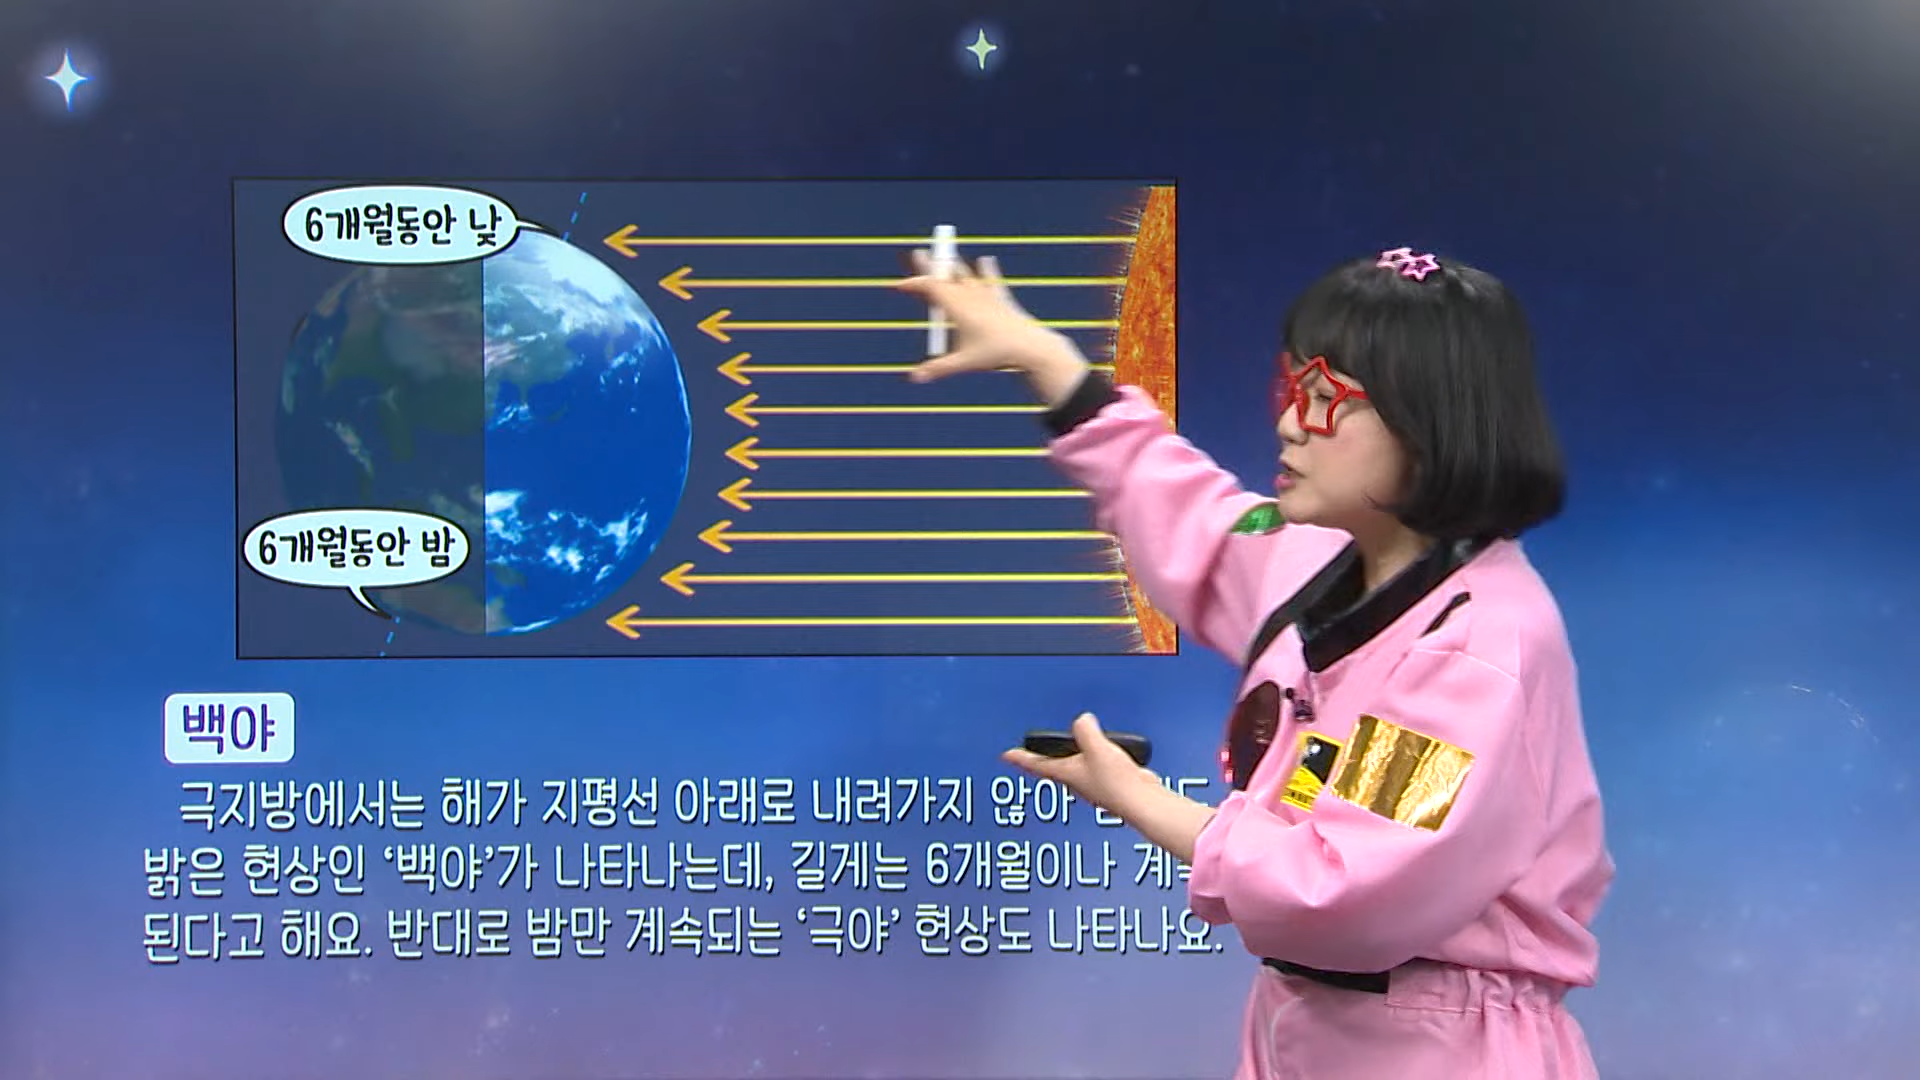 6개월동안 낮
6개월동안 밤
백야
극지방에서는 해가 지평선 아래로 내려가지 않아
밝은 현상인 ‘백야’가 나타나는데, 길게는 6개월이나
된다고 해요. 반대로 밤만 계속되는 ‘극야’ 현상도 나타나요.